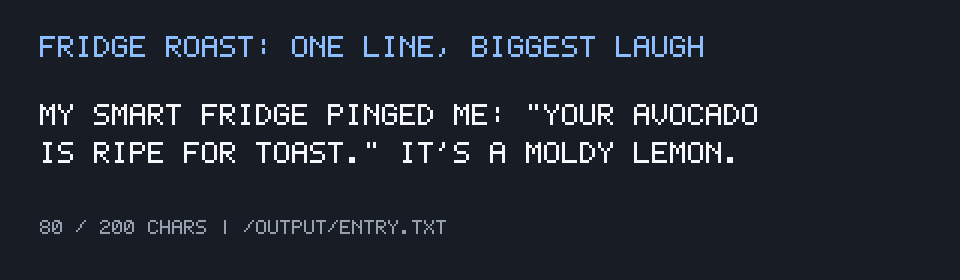 FRIDGE ROAST: ONE LINE, BIGGEST LAUGH
MY SMART FRIDGE PINGED ME: "YOUR AVOCADO
IS RIPE FOR TOAST." IT'S A MOLDY LEMON.
80 / 200 CHARS | /OUTPUT/ENTRY.TXT